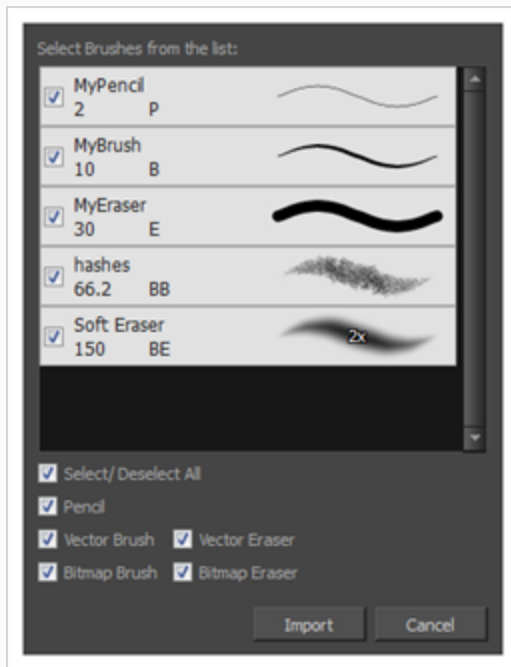 Select Brushes from the list:
MyPencil
2 P
MyBrush
10 B
MyEraser
30 E
hashes
66.2 BB
Soft Eraser
150 BE
2x
Select/ Deselect All
Pencil
Vector Brush Vector Eraser
Bitmap Brush Bitmap Eraser
Import Cancel